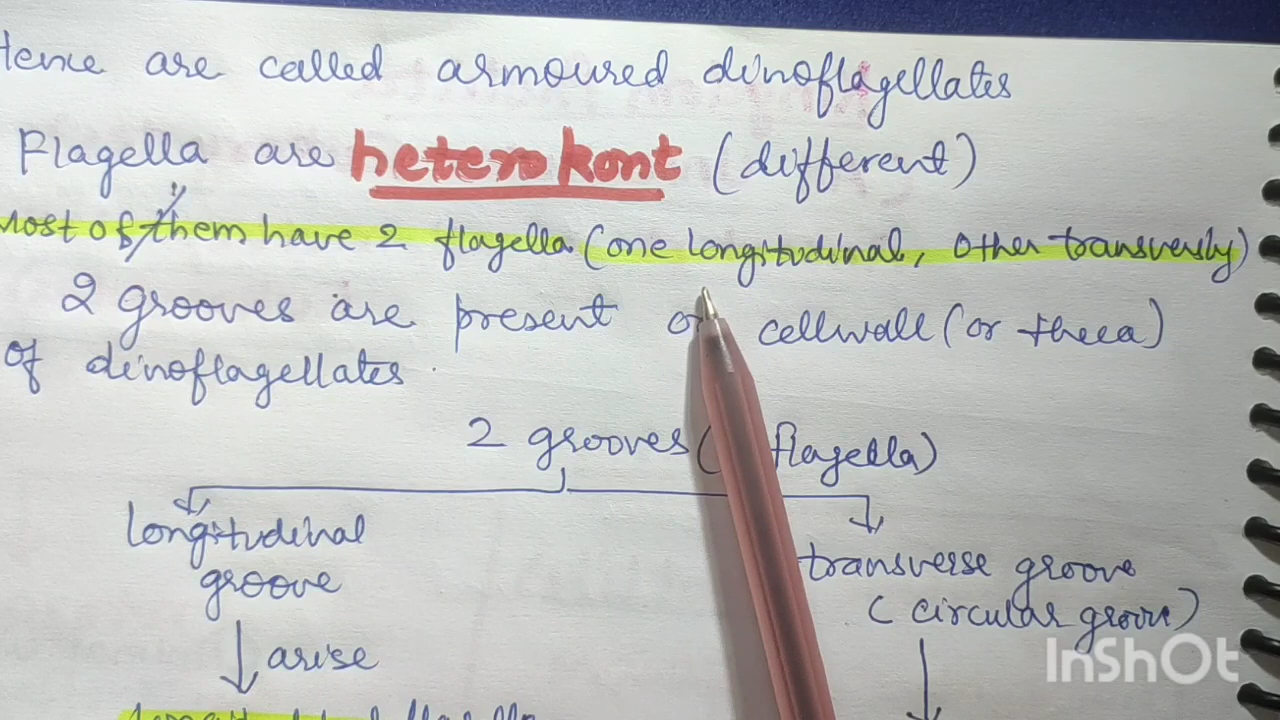 Hence are called armoured dinoflagellates
Flagella are heterokont (different)
Most of them have 2 flagella (one longitudinal, other transversly)
2 grooves are present on cellwall (or theca)
of dinoflagellates.
2 grooves ( flagella)
longitudinal groove
transverse groove
(circular groove)
arise
InShOt